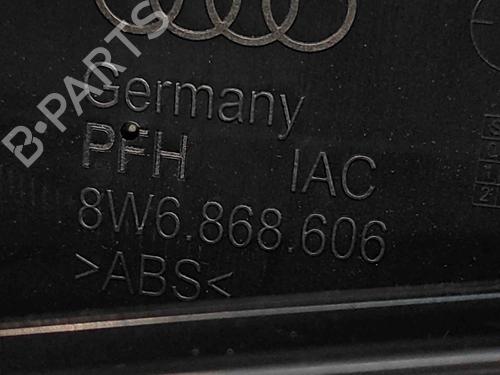 B-PARTS
Germany
PFH IAC
8W6.868.606
>ABS<